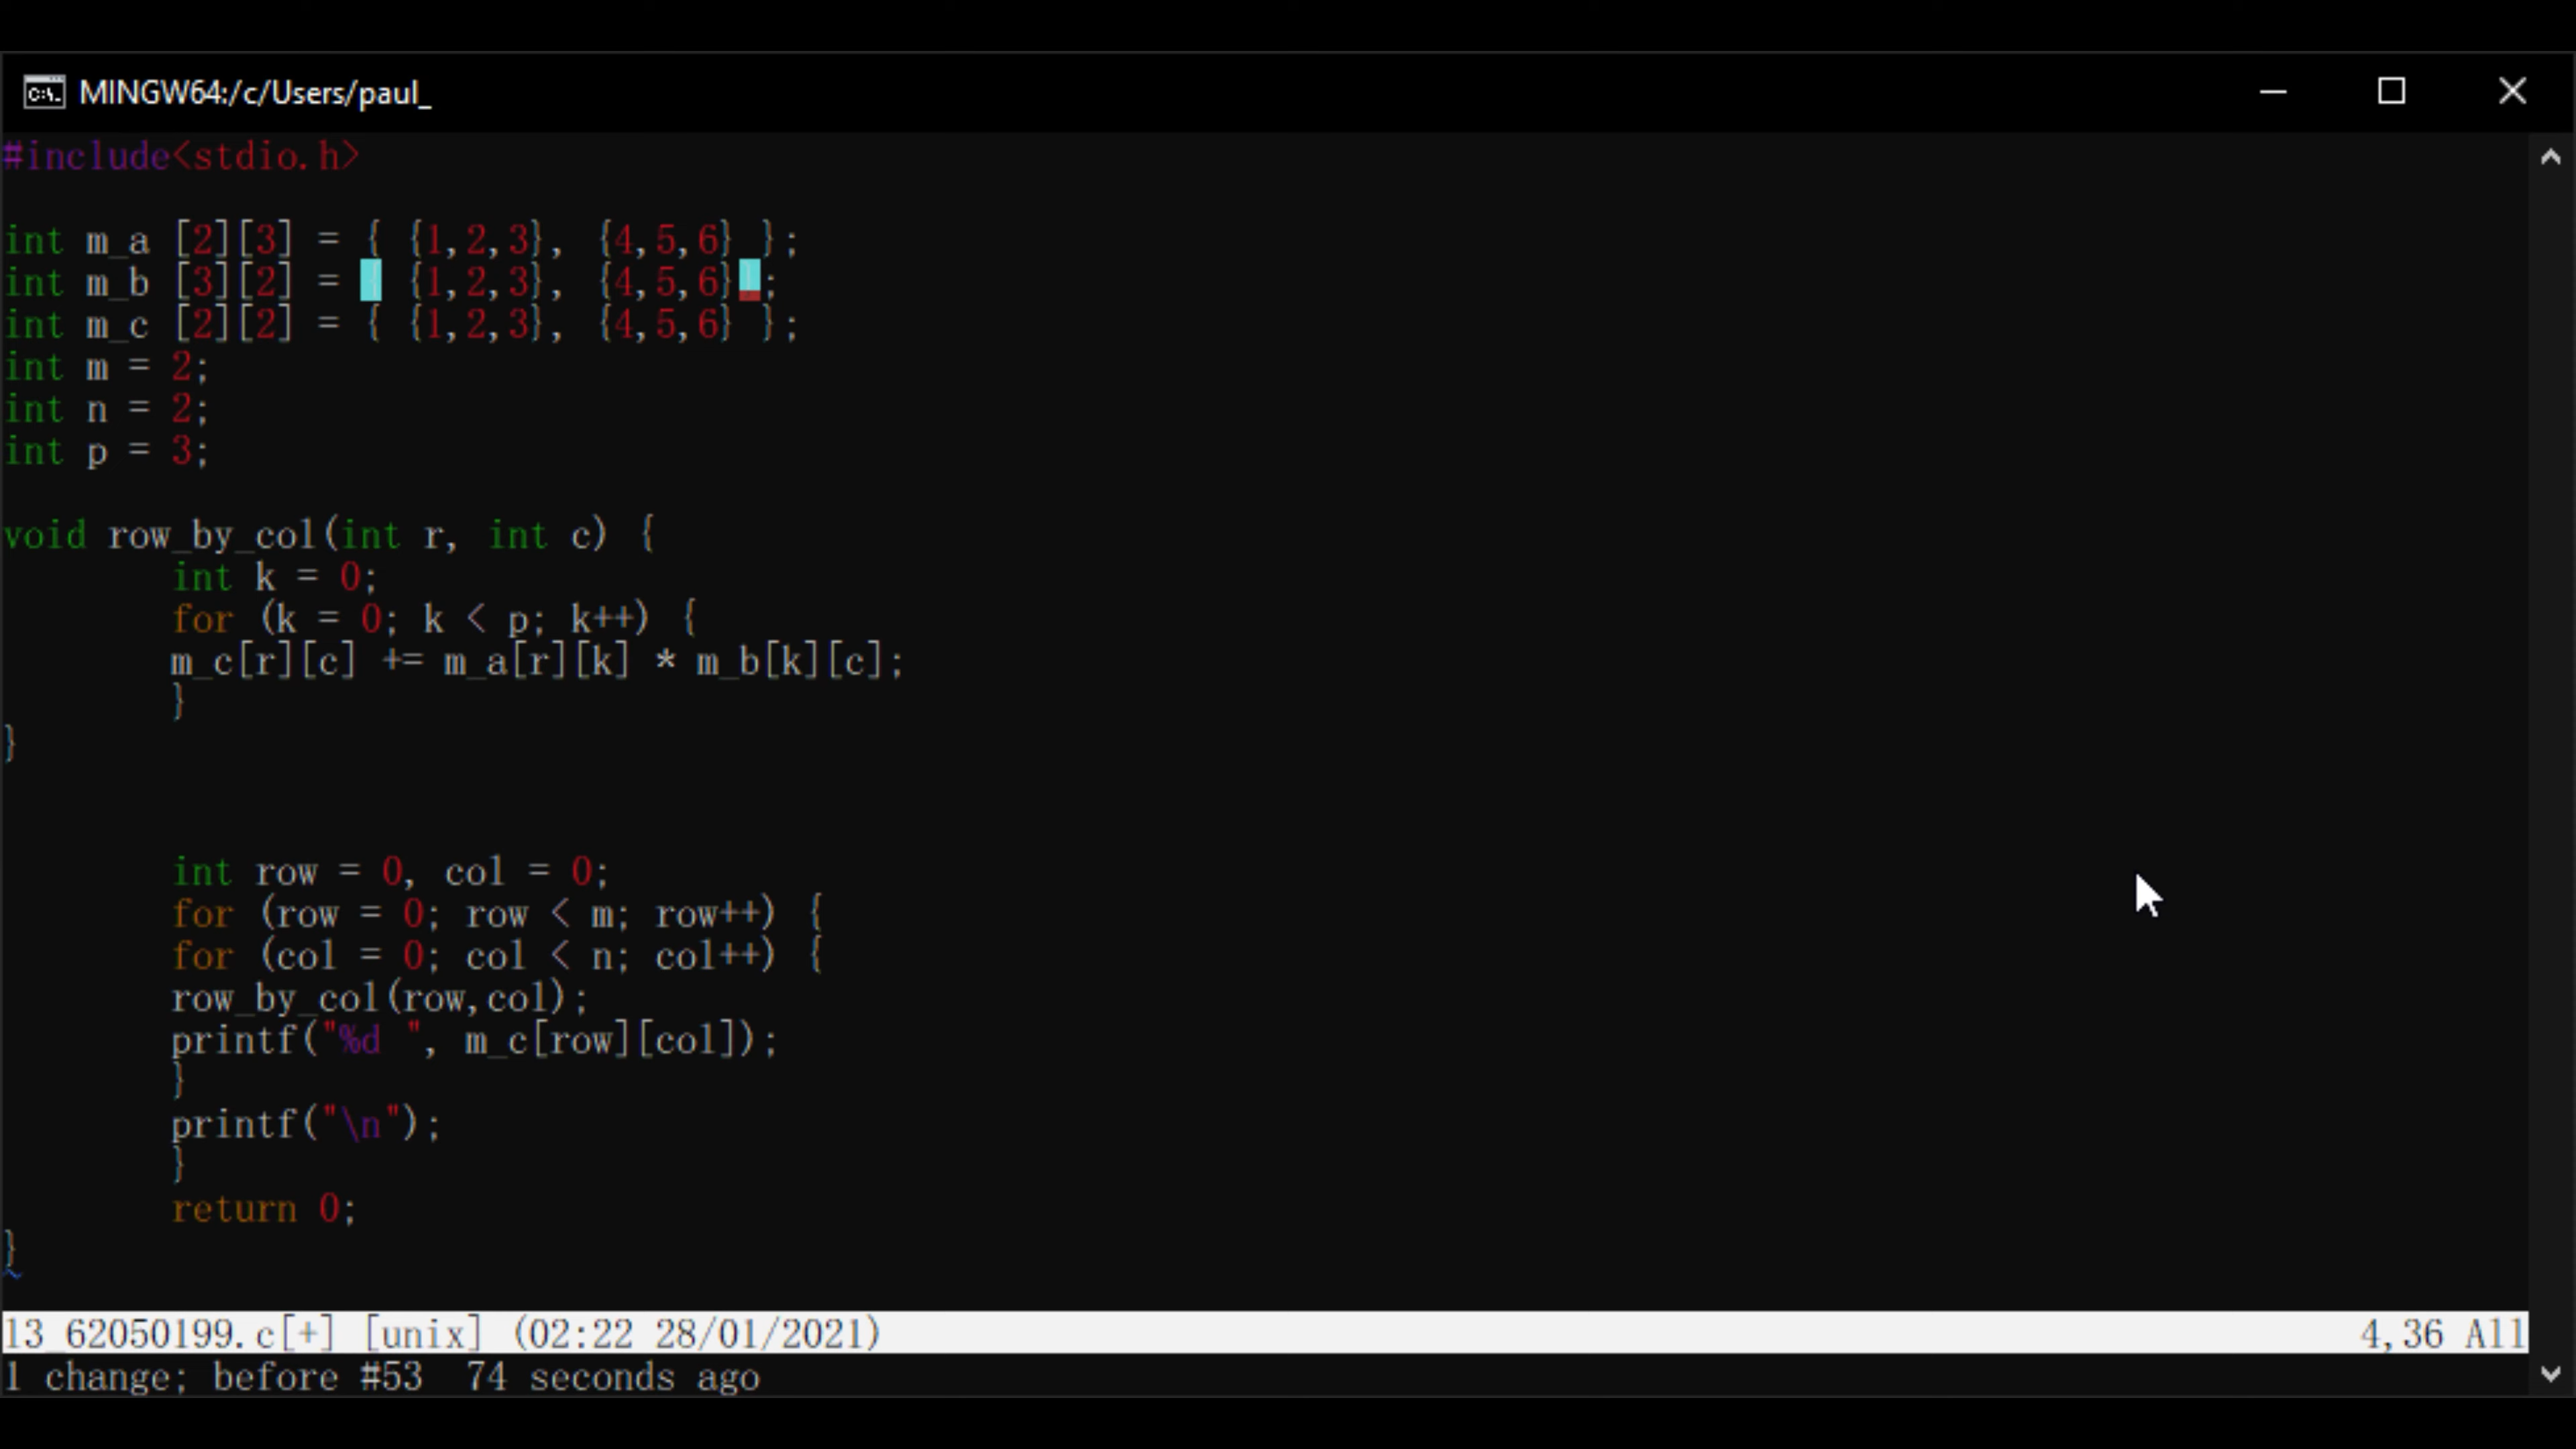 MINGW64:/c/Users/paul_
#include<stdio.h>
int m_a [2][3] = { {1,2,3}, {4,5,6} };
int m_b [3][2] = { {1,2,3}, {4,5,6}};
int m_c [2][2] = { {1,2,3}, {4,5,6} };
int m = 2;
int n = 2;
int p = 3;
void row_by_col(int r, int c) {
int k = 0;
for (k = 0; k < p; k++) {
m_c[r][c] += m_a[r][k] * m_b[k][c];
}
}
int row = 0, col = 0;
for (row = 0; row < m; row++) {
for (col = 0; col < n; col++) {
row_by_col(row,col);
printf("%d ", m_c[row][col]);
}
printf("\n");
}
return 0;
}
~
13_62050199.c[+] [unix] (02:22 28/01/2021) 4,36 All
1 change; before #53 74 seconds ago